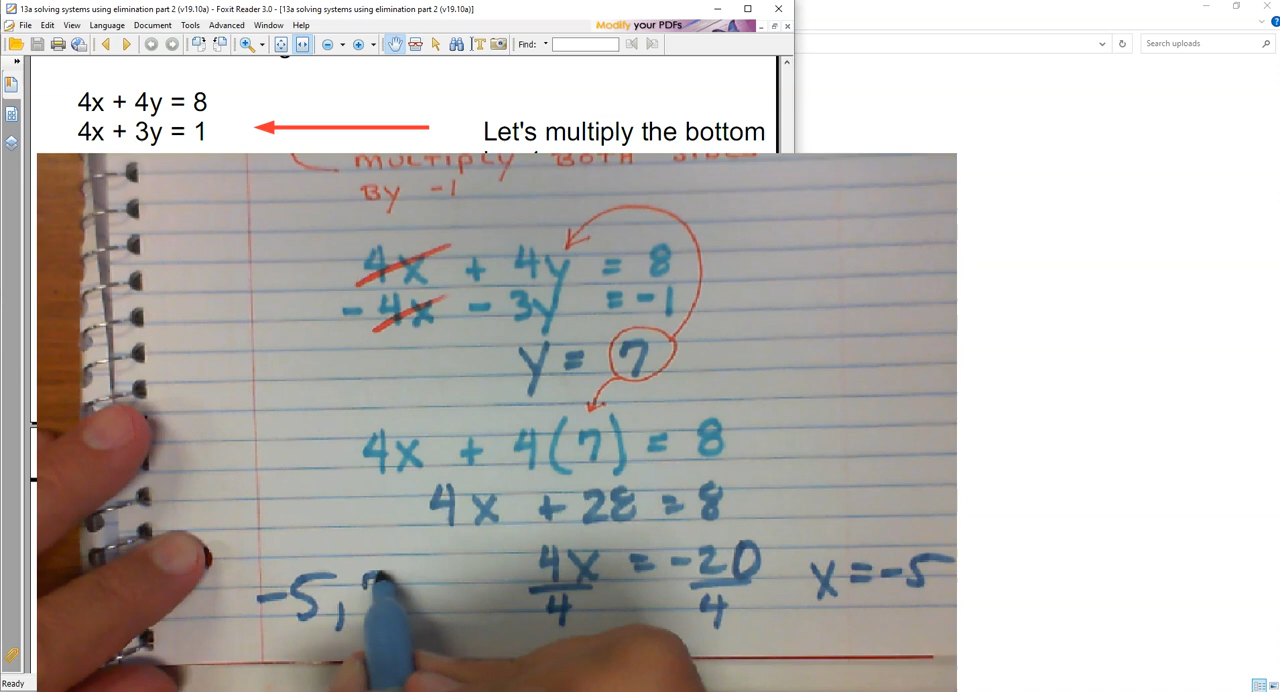 13a solving systems using elimination part 2 (v19.10a) - Foxit Reader 3.0 - [13a solving systems using elimination part 2 (v19.10a)]
File Edit View Language Document Tools Advanced Window Help
Modify your PDFs
Find:
Search uploads
4x + 4y = 8
4x + 3y = 1
Let's multiply the bottom
MULTIPLY BOTH SIDES
BY -1
4x + 4y = 8
- 4x - 3y = -1
y = 7
4x + 4(7) = 8
4x + 28 = 8
4x = -20
4 4
x = -5
-5,
Ready